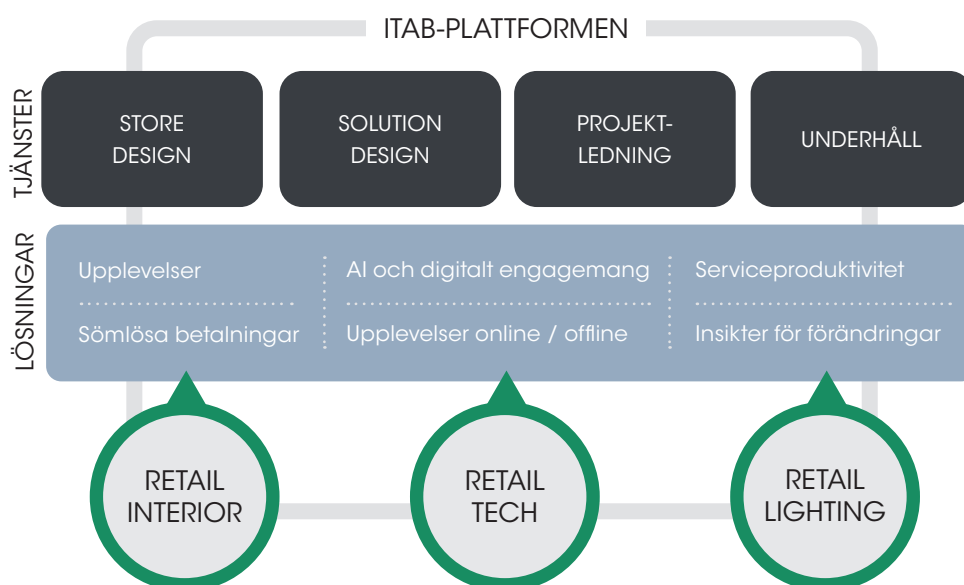 ITAB-PLATTFORMEN
TJÄNSTER
STORE
DESIGN
SOLUTION
DESIGN
PROJEKT-
LEDNING
UNDERHÅLL
LÖSNINGAR
Upplevelser
AI och digitalt engagemang
Serviceproduktivitet
Sömlösa betalningar
Upplevelser online / offline
Insikter för förändringar
RETAIL
INTERIOR
RETAIL
TECH
RETAIL
LIGHTING